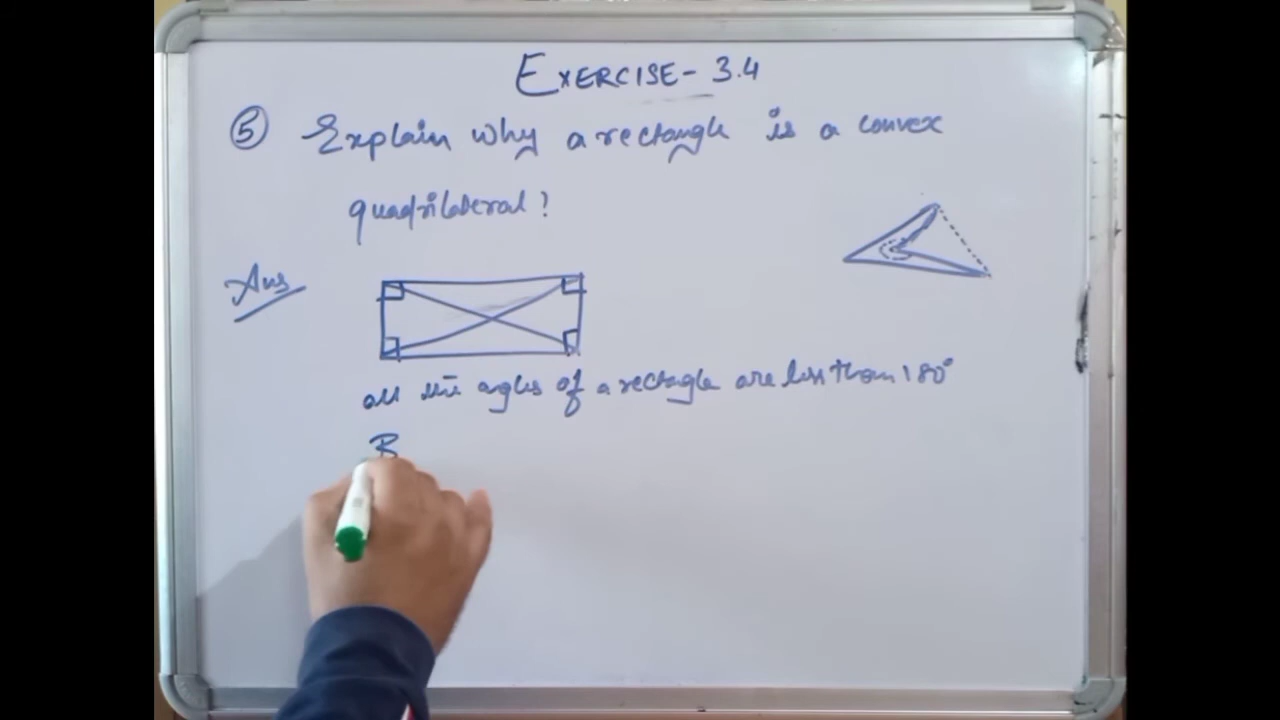 EXERCISE - 3.4
⑤ Explain why a rectangle is a convex
quadrilateral?
Ans
all the angles of a rectangle are less than 180°
B